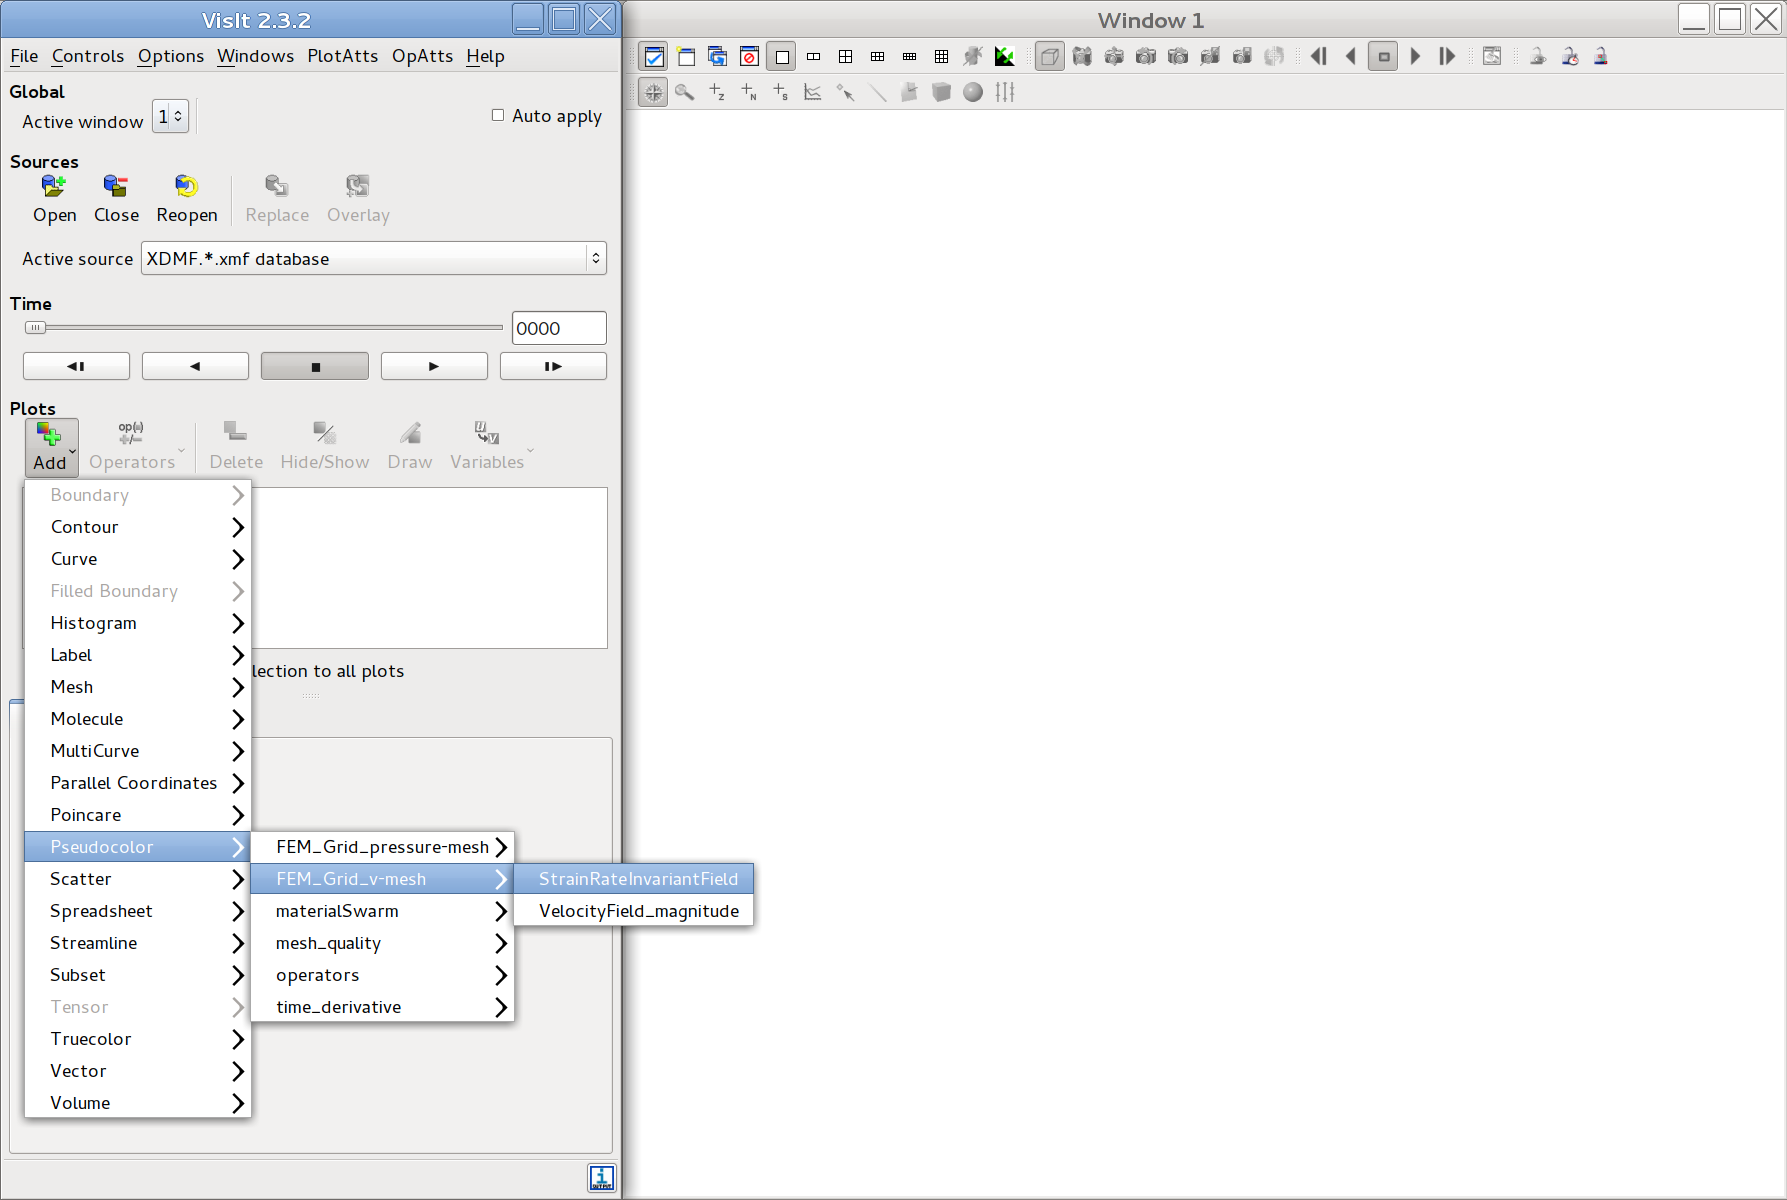 VisIt 2.3.2
Window 1
File Controls Options Windows PlotAtts OpAtts Help
Global
Active window 1
Auto apply
Sources
Open Close Reopen Replace Overlay
Active source XDMF.*.xmf database
Time
0000
Plots
Add Operators Delete Hide/Show Draw Variables
Boundary
Contour
Curve
Filled Boundary
Histogram
Label
lection to all plots
Mesh
Molecule
MultiCurve
Parallel Coordinates
Poincare
Pseudocolor
Scatter
Spreadsheet
Streamline
Subset
Tensor
Truecolor
Vector
Volume
FEM_Grid_pressure-mesh
FEM_Grid_v-mesh
materialSwarm
mesh_quality
operators
time_derivative
StrainRateInvariantField
VelocityField_magnitude